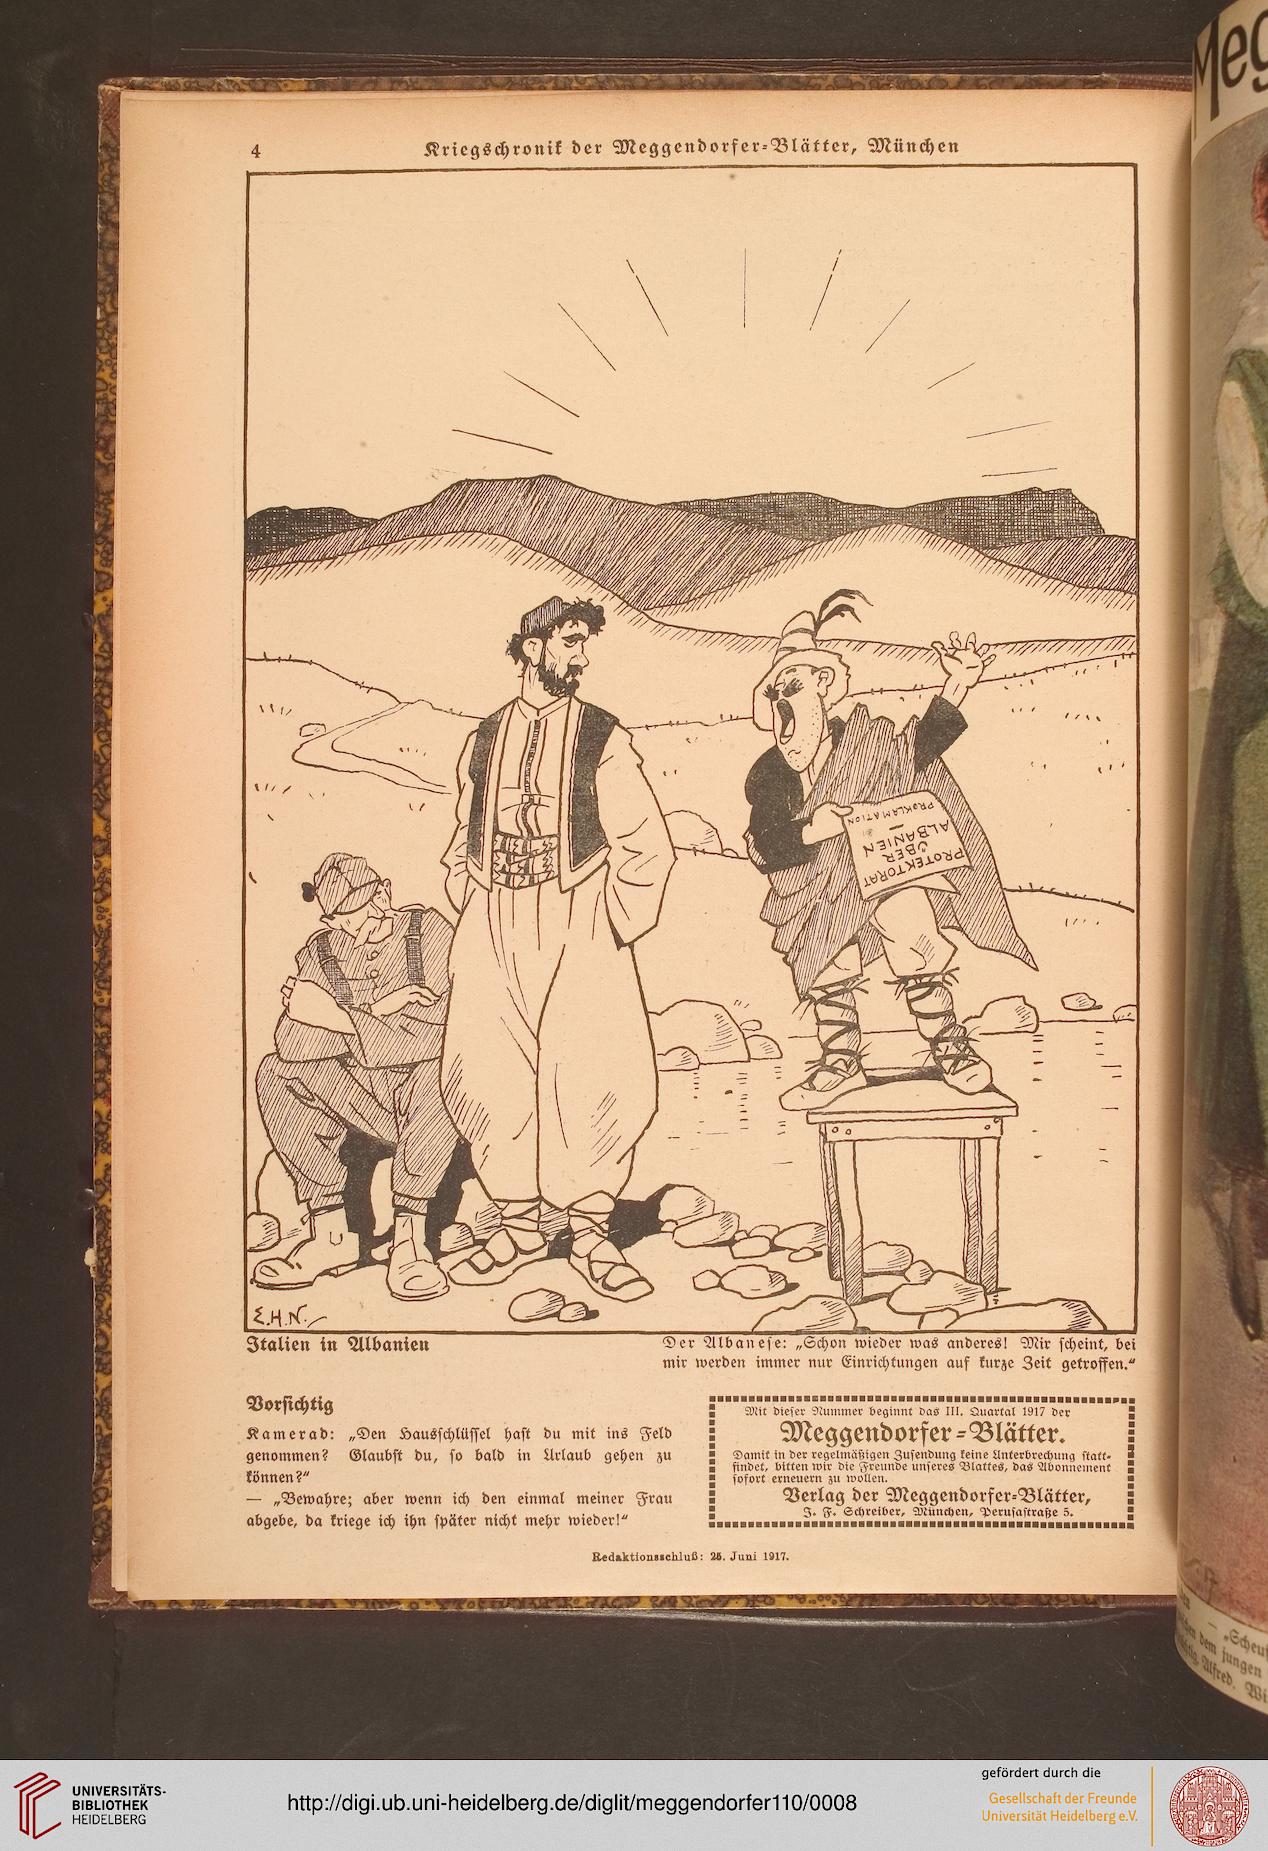 4
Kriegschronik der Meggendorfer-Blätter, München
PROTEKTORAT
ÜBER
ALBANIEN
—
PROKLAMATION
E.H.N.
Italien in Albanien
Der Albanese: „Schon wieder was anderes! Mir scheint, bei
mir werden immer nur Einrichtungen auf kurze Zeit getroffen.“
Vorsichtig
Kamerad: „Den Hausschlüssel hast du mit ins Feld
genommen? Glaubst du, so bald in Urlaub gehen zu
können?“
— „Bewahre; aber wenn ich den einmal meiner Frau
abgebe, da kriege ich ihn später nicht mehr wieder!“
Mit dieser Nummer beginnt das III. Quartal 1917 der
Meggendorfer-Blätter.
Damit in der regelmäßigen Zusendung keine Unterbrechung statt-
findet, bitten wir die Freunde unseres Blattes, das Abonnement
sofort erneuern zu wollen.
Verlag der Meggendorfer-Blätter,
J. F. Schreiber, München, Perusastraße 5.
Redaktionsschluß: 25. Juni 1917.
Meg
— „Scheu
dem jungen
Alfred. Wi
UNIVERSITÄTS-
BIBLIOTHEK
HEIDELBERG
http://digi.ub.uni-heidelberg.de/diglit/meggendorfer110/0008
gefördert durch die
Gesellschaft der Freunde
Universität Heidelberg e.V.